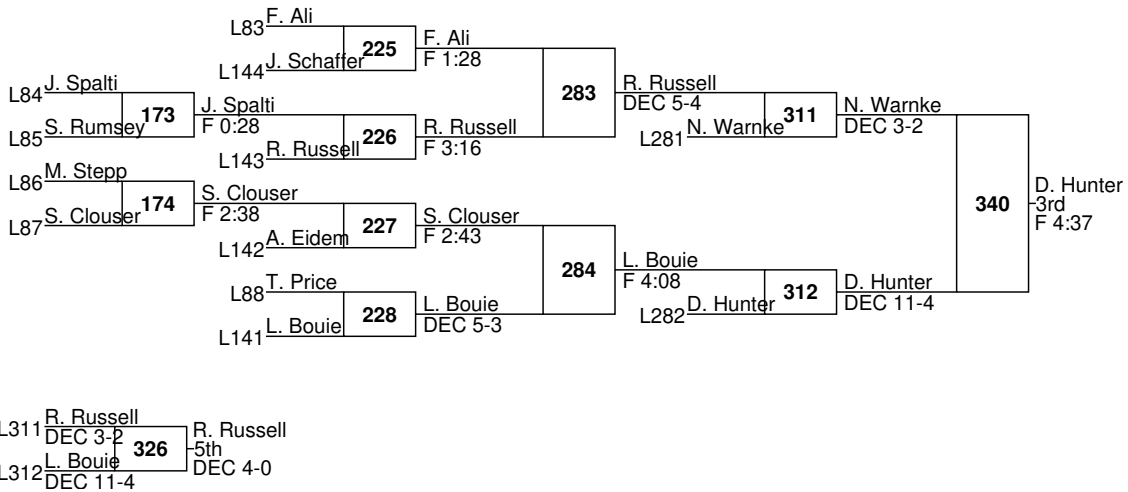 L83 F. Ali
225
F. Ali
F 1:28
L144 J. Schaffer
283
R. Russell
DEC 5-4
L84 J. Spalti
173
J. Spalti
F 0:28
L85 S. Rumsey
226
R. Russell
F 3:16
L143 R. Russell
311
N. Warnke
DEC 3-2
L281 N. Warnke
L86 M. Stepp
174
S. Clouser
F 2:38
L87 S. Clouser
227
S. Clouser
F 2:43
L142 A. Eidem
340
D. Hunter
3rd
F 4:37
284
L. Bouie
F 4:08
L88 T. Price
228
L. Bouie
DEC 5-3
L141 L. Bouie
312
D. Hunter
DEC 11-4
L282 D. Hunter
L311 R. Russell
DEC 3-2
326
R. Russell
5th
DEC 4-0
L312 L. Bouie
DEC 11-4